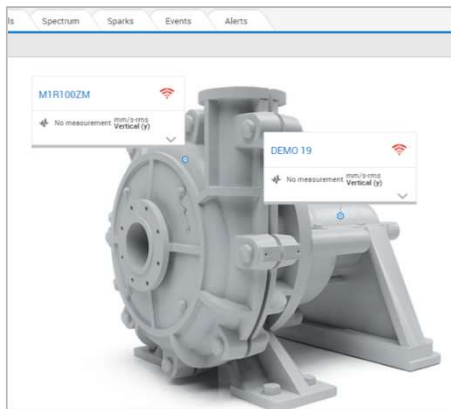 ls Spectrum Sparks Events Alerts
M1R100ZM
No measurement mm/s-rms
Vertical (y)
DEMO 19
No measurement mm/s-rms
Vertical (y)